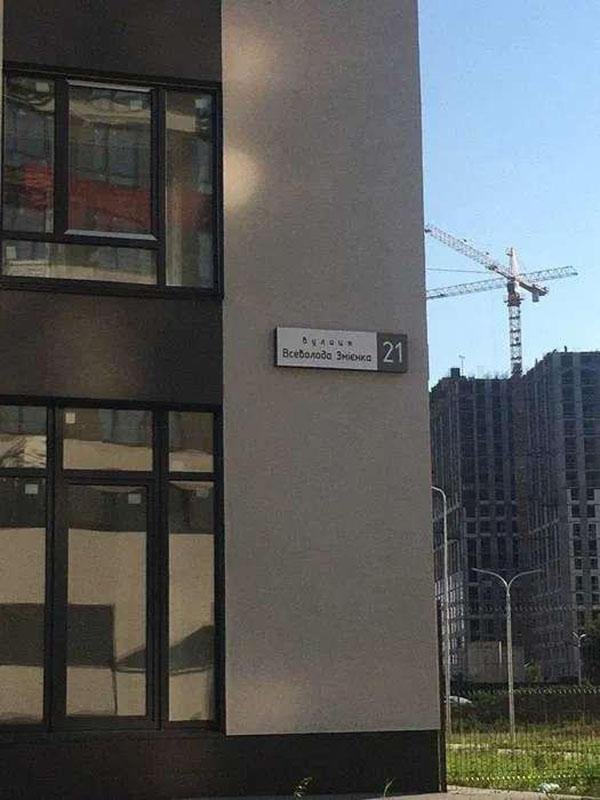 вулиця
Всеволода Змієнка
21